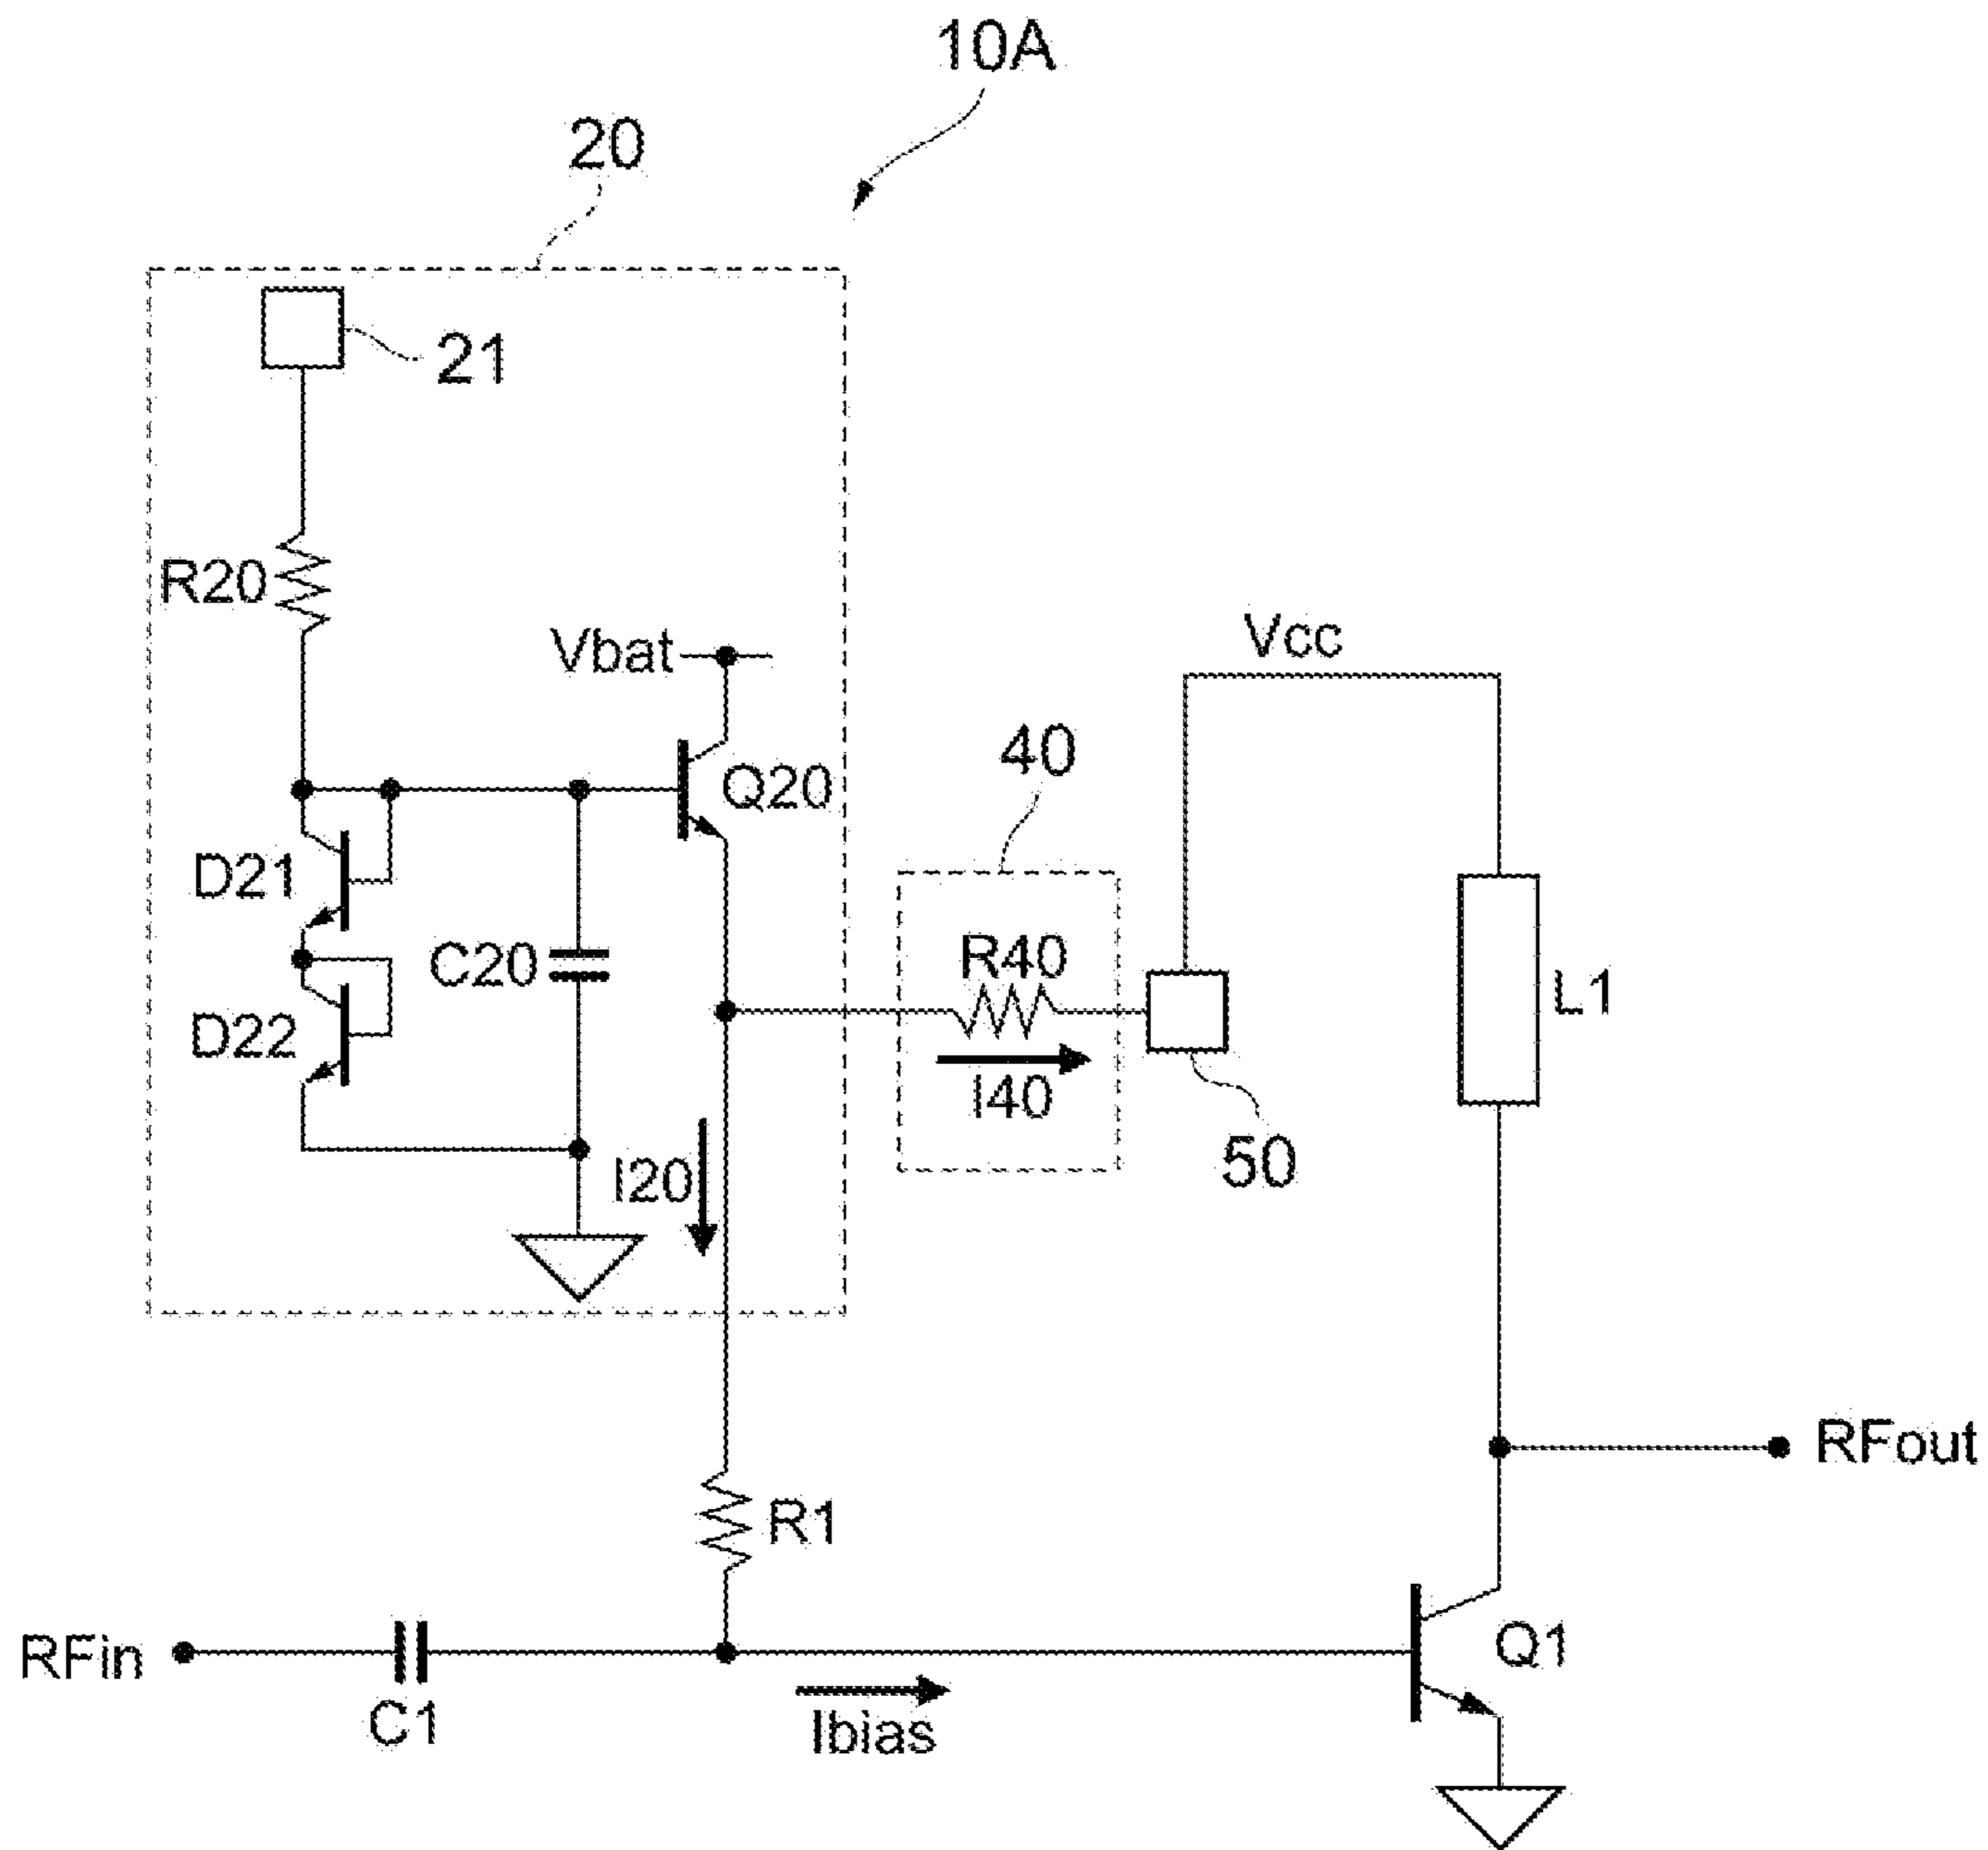 10A
20
21
R20
Vbat
Vcc
Q20
40
D21
C20
R40
L1
D22
I40
I20
50
R1
RFout
RFin
C1
Ibias
Q1